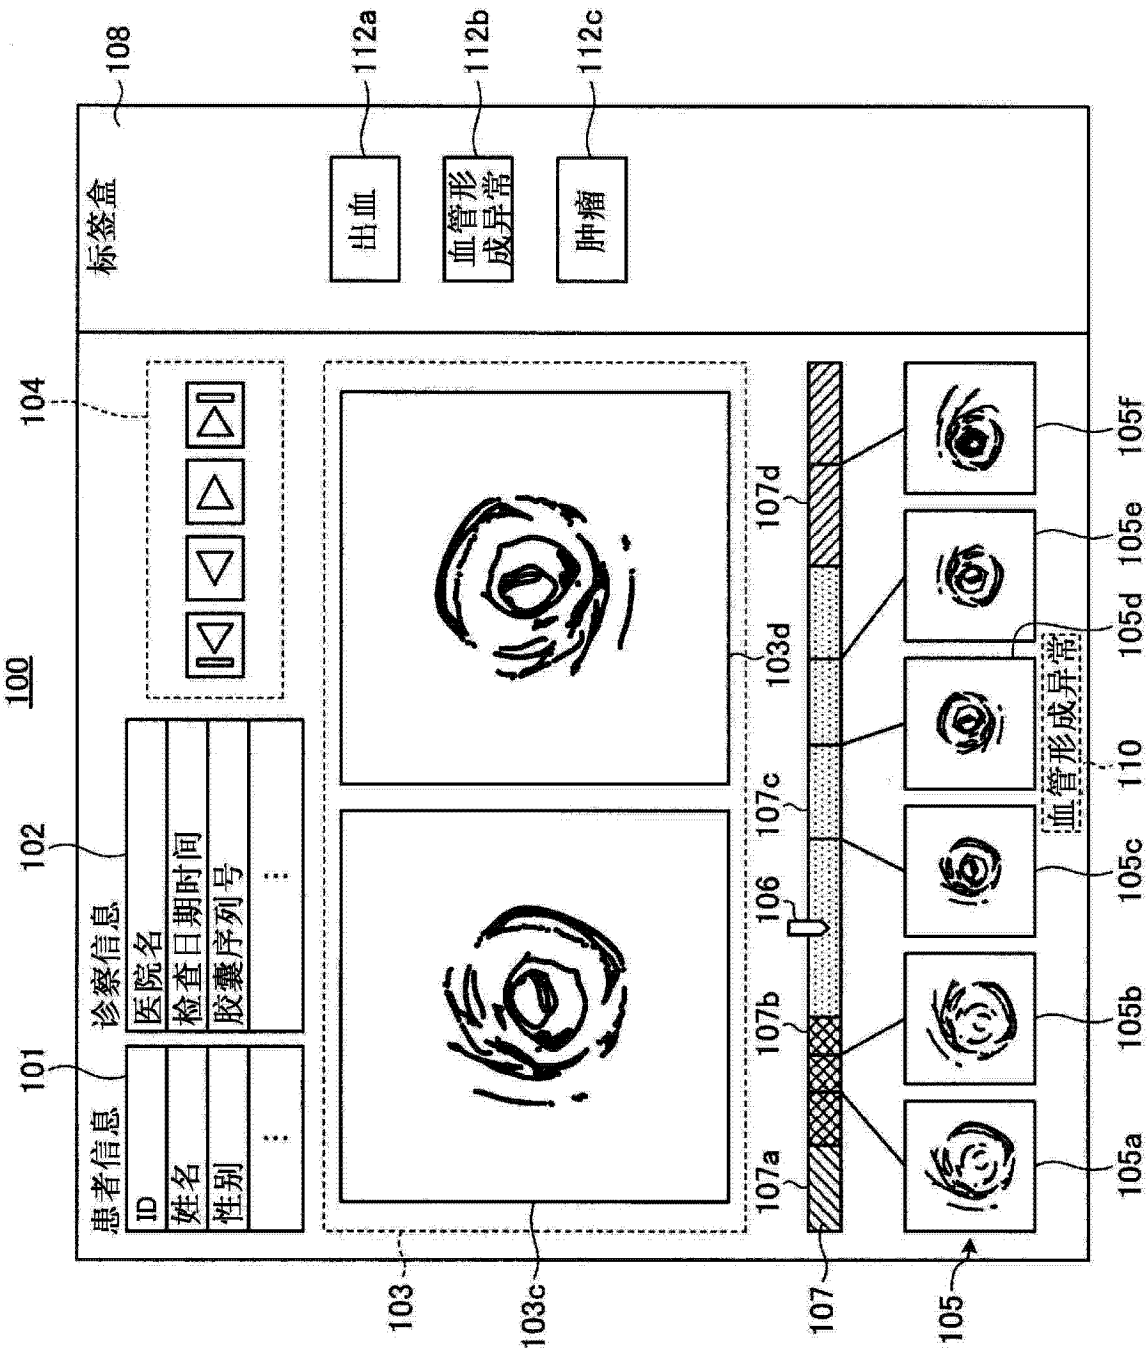 100
101
102
104
108
患者信息
ID
姓名
性别
⋮
诊察信息
医院名
检查日期时间
胶囊序列号
⋮
标签盒
出血
112a
血管形
成异常
112b
肿瘤
112c
103
103c
103d
106
107
107a
107b
107c
107d
105
105a
105b
105c
105d
105e
105f
血管形成异常
110